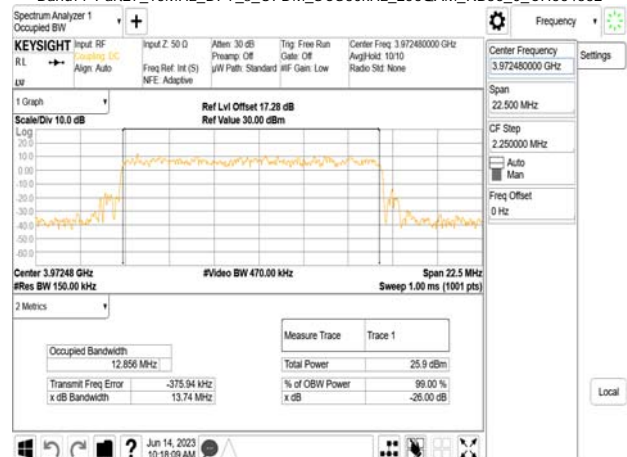 Spectrum Analyzer 1
Occupied BW
Frequency
KEYSIGHT
Input: RF
Coupling: DC
Align: Auto
Input Z: 50 Ω
Freq Ref: Int (S)
NFE: Adaptive
Atten: 30 dB
Preamp: Off
µW Path: Standard
Trig: Free Run
Gate: Off
#IF Gain: Low
Center Freq: 3.972480000 GHz
Avg|Hold: 10/10
Radio Std: None
RL
Center Frequency
3.972480000 GHz
Settings
Span
22.500 MHz
CF Step
2.250000 MHz
Auto
Man
Freq Offset
0 Hz
1 Graph
Ref Lvl Offset 17.28 dB
Scale/Div 10.0 dB
Ref Value 30.00 dBm
Log
20.0
10.0
0.00
-10.0
-20.0
-30.0
-40.0
-50.0
-60.0
Center 3.97248 GHz
#Video BW 470.00 kHz
Span 22.5 MHz
#Res BW 150.00 kHz
Sweep 1.00 ms (1001 pts)
2 Metrics
Measure Trace
Trace 1
Occupied Bandwidth
12.856 MHz
Total Power
25.9 dBm
Transmit Freq Error
-375.94 kHz
% of OBW Power
99.00 %
x dB Bandwidth
13.74 MHz
x dB
-26.00 dB
Local
Jun 14, 2023
10:18:09 AM